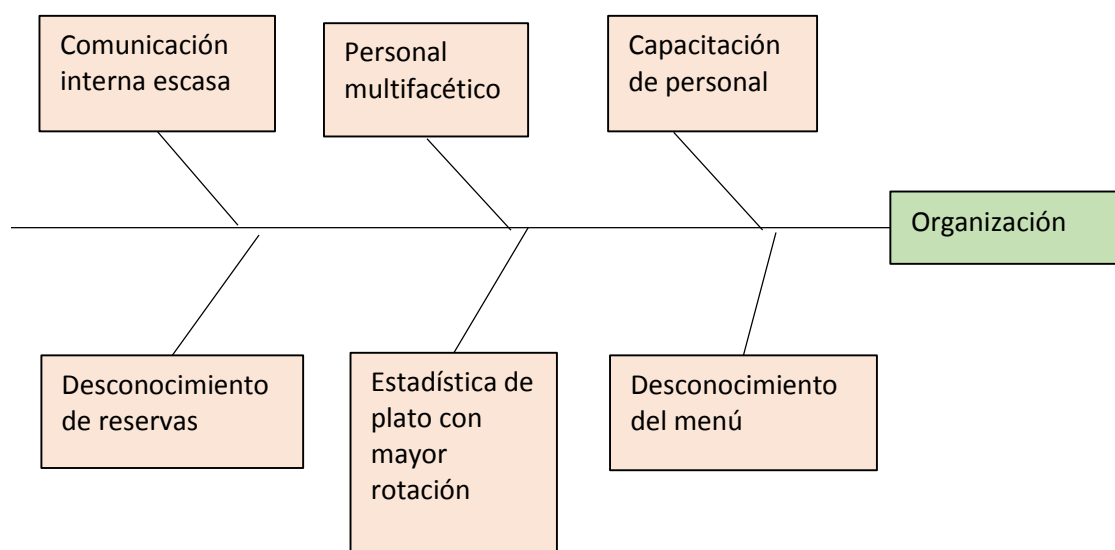 Comunicación
interna escasa
Personal
multifacético
Capacitación
de personal
Organización
Desconocimiento
de reservas
Estadística de
plato con
mayor
rotación
Desconocimiento
del menú